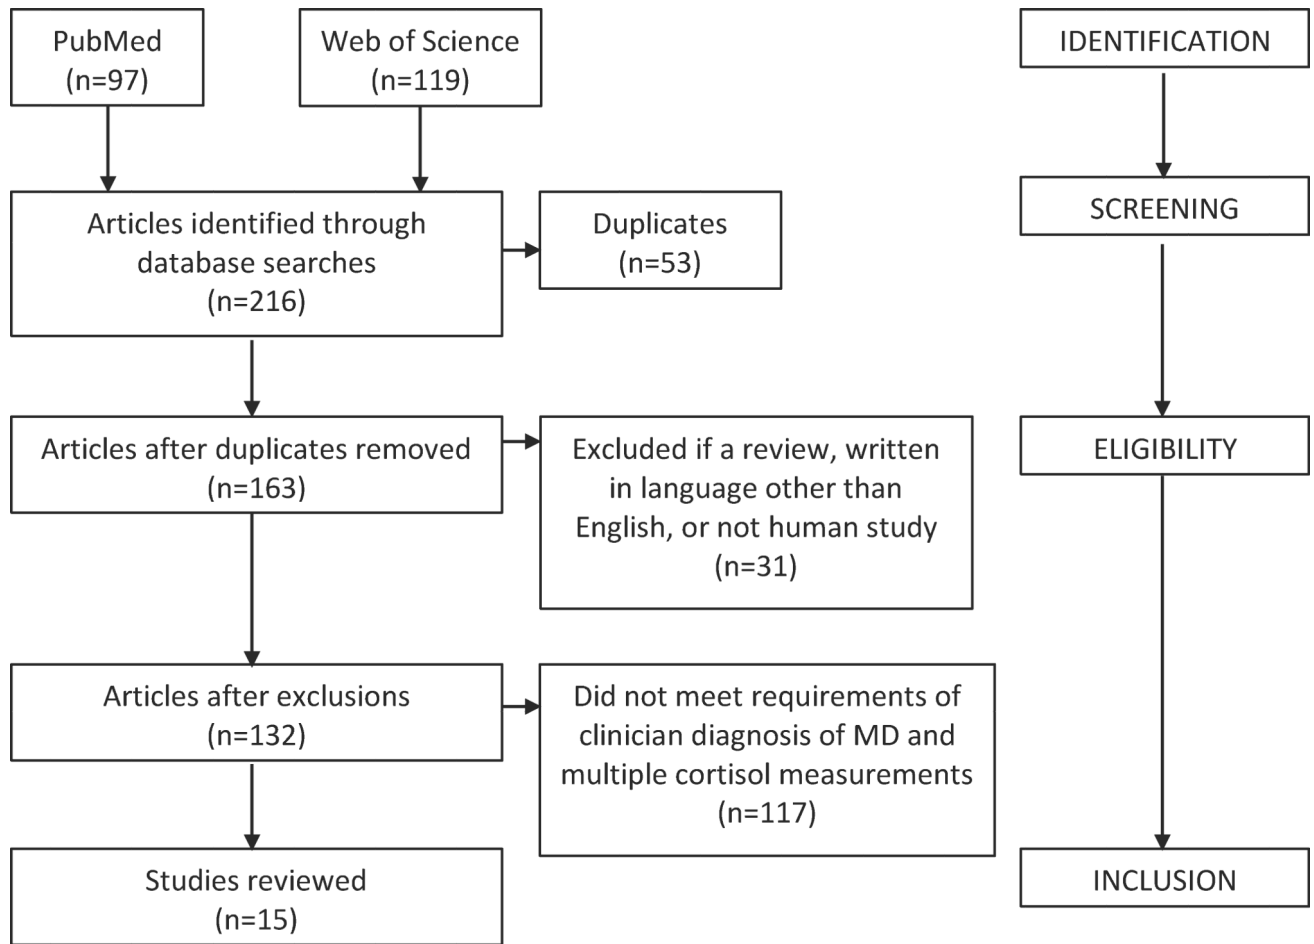 PubMed
(n=97)
Web of Science
(n=119)
Articles identified through
database searches
(n=216)
Duplicates
(n=53)
Articles after duplicates removed
(n=163)
Excluded if a review, written
in language other than
English, or not human study
(n=31)
Articles after exclusions
(n=132)
Did not meet requirements of
clinician diagnosis of MD and
multiple cortisol measurements
(n=117)
Studies reviewed
(n=15)
IDENTIFICATION
SCREENING
ELIGIBILITY
INCLUSION